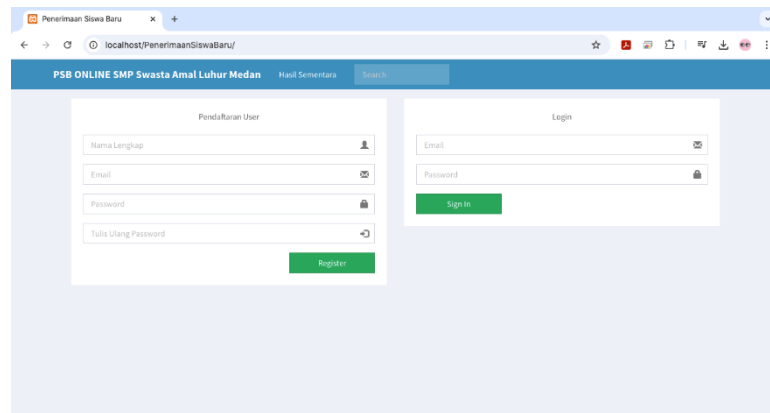 Penerimaan Siswa Baru
localhost/PenerimaanSiswaBaru/
PSB ONLINE SMP Swasta Amal Luhur Medan Hasil Sementara Search
Pendaftaran User
Nama Lengkap
Email
Password
Tulis Ulang Password
Register
Login
Email
Password
Sign In